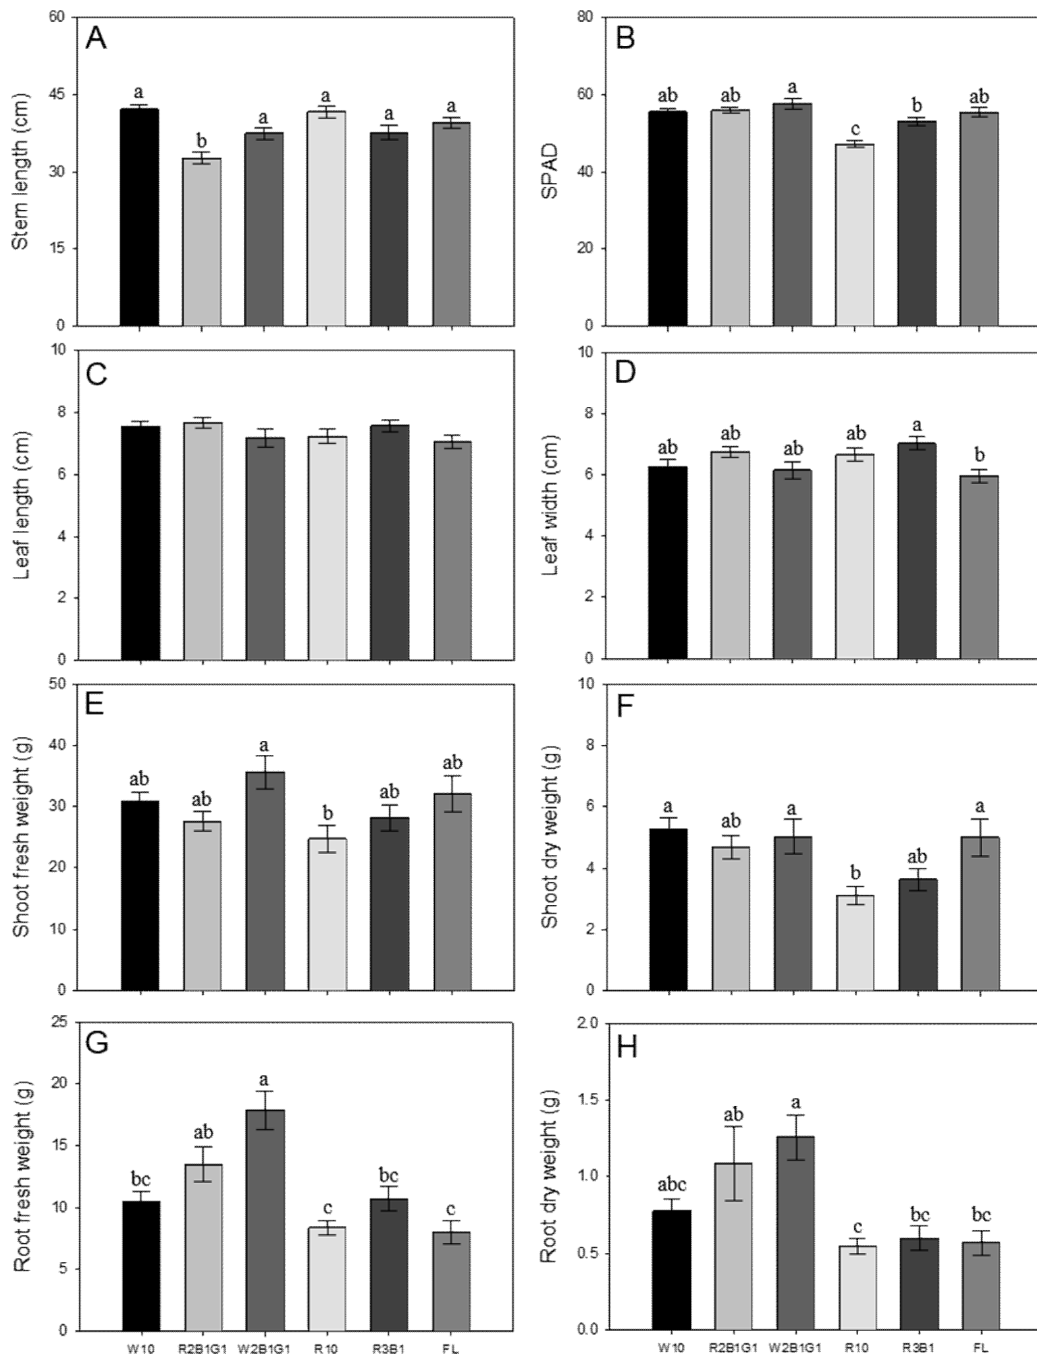 A
Stem length (cm)
60
45
30
15
0
a
b
a
a
a
a
B
SPAD
80
60
40
20
0
ab
ab
a
c
b
ab
C
Leaf length (cm)
10
8
6
4
2
0
D
Leaf width (cm)
10
8
6
4
2
0
ab
ab
ab
ab
a
b
E
Shoot fresh weight (g)
50
40
30
20
10
0
ab
ab
a
b
ab
ab
F
Shoot dry weight (g)
10
8
6
4
2
0
a
ab
a
b
ab
a
G
Root fresh weight (g)
25
20
15
10
5
0
bc
ab
a
c
bc
c
W10 R2B1G1 W2B1G1 R10 R3B1 FL
H
Root dry weight (g)
2.0
1.5
1.0
0.5
0.0
abc
ab
a
c
bc
bc
W10 R2B1G1 W2B1G1 R10 R3B1 FL